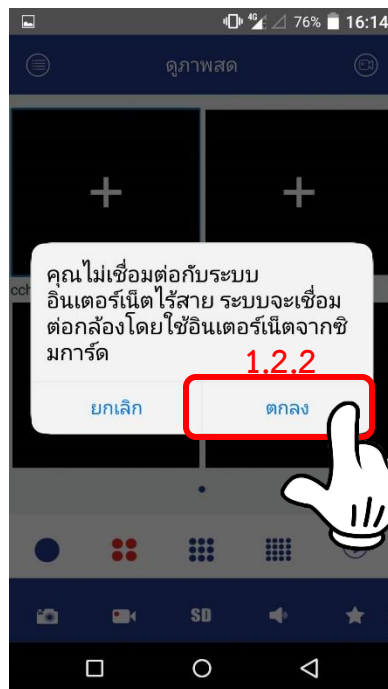 4G 76% 16:14
ดูภาพสด
คุณไม่เชื่อมต่อกับระบบ
อินเตอร์เน็ตไร้สาย ระบบจะเชื่อม
ต่อกล้องโดยใช้อินเตอร์เน็ตจากซิ
มการ์ด
1.2.2
ยกเลิก ตกลง
SD